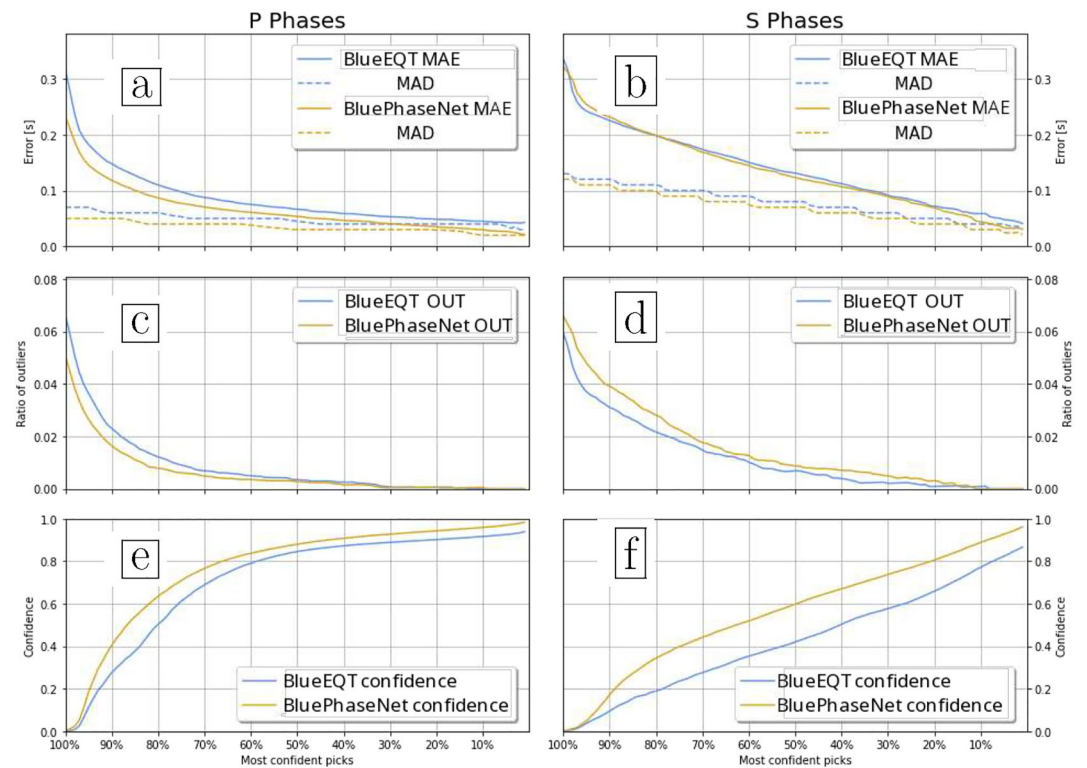 P Phases
S Phases
a
BlueEQT MAE
MAD
BluePhaseNet MAE
MAD
Error [s]
0.3
0.2
0.1
0.0
b
BlueEQT MAE
MAD
BluePhaseNet MAE
MAD
Error [s]
0.3
0.2
0.1
0.0
c
BlueEQT OUT
BluePhaseNet OUT
Ratio of outliers
0.08
0.06
0.04
0.02
0.00
d
BlueEQT OUT
BluePhaseNet OUT
Ratio of outliers
0.08
0.06
0.04
0.02
0.00
e
BlueEQT confidence
BluePhaseNet confidence
Confidence
1.0
0.8
0.6
0.4
0.2
0.0
100% 90% 80% 70% 60% 50% 40% 30% 20% 10%
Most confident picks
f
BlueEQT confidence
BluePhaseNet confidence
Confidence
1.0
0.8
0.6
0.4
0.2
0.0
100% 90% 80% 70% 60% 50% 40% 30% 20% 10%
Most confident picks